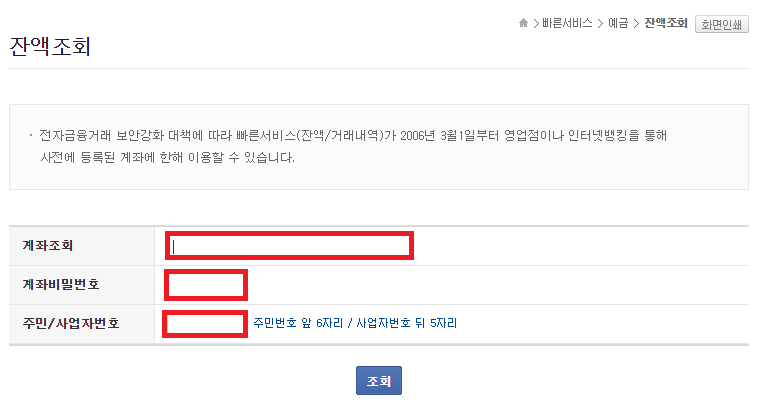 > 빠른서비스 > 예금 > 잔액조회 화면인쇄
잔액조회
· 전자금융거래 보안강화 대책에 따라 빠른서비스(잔액/거래내역)가 2006년 3월1일부터 영업점이나 인터넷뱅킹을 통해
사전에 등록된 계좌에 한해 이용할 수 있습니다.
계좌조회
계좌비밀번호
주민/사업자번호 주민번호 앞 6자리 / 사업자번호 뒤 5자리
조회